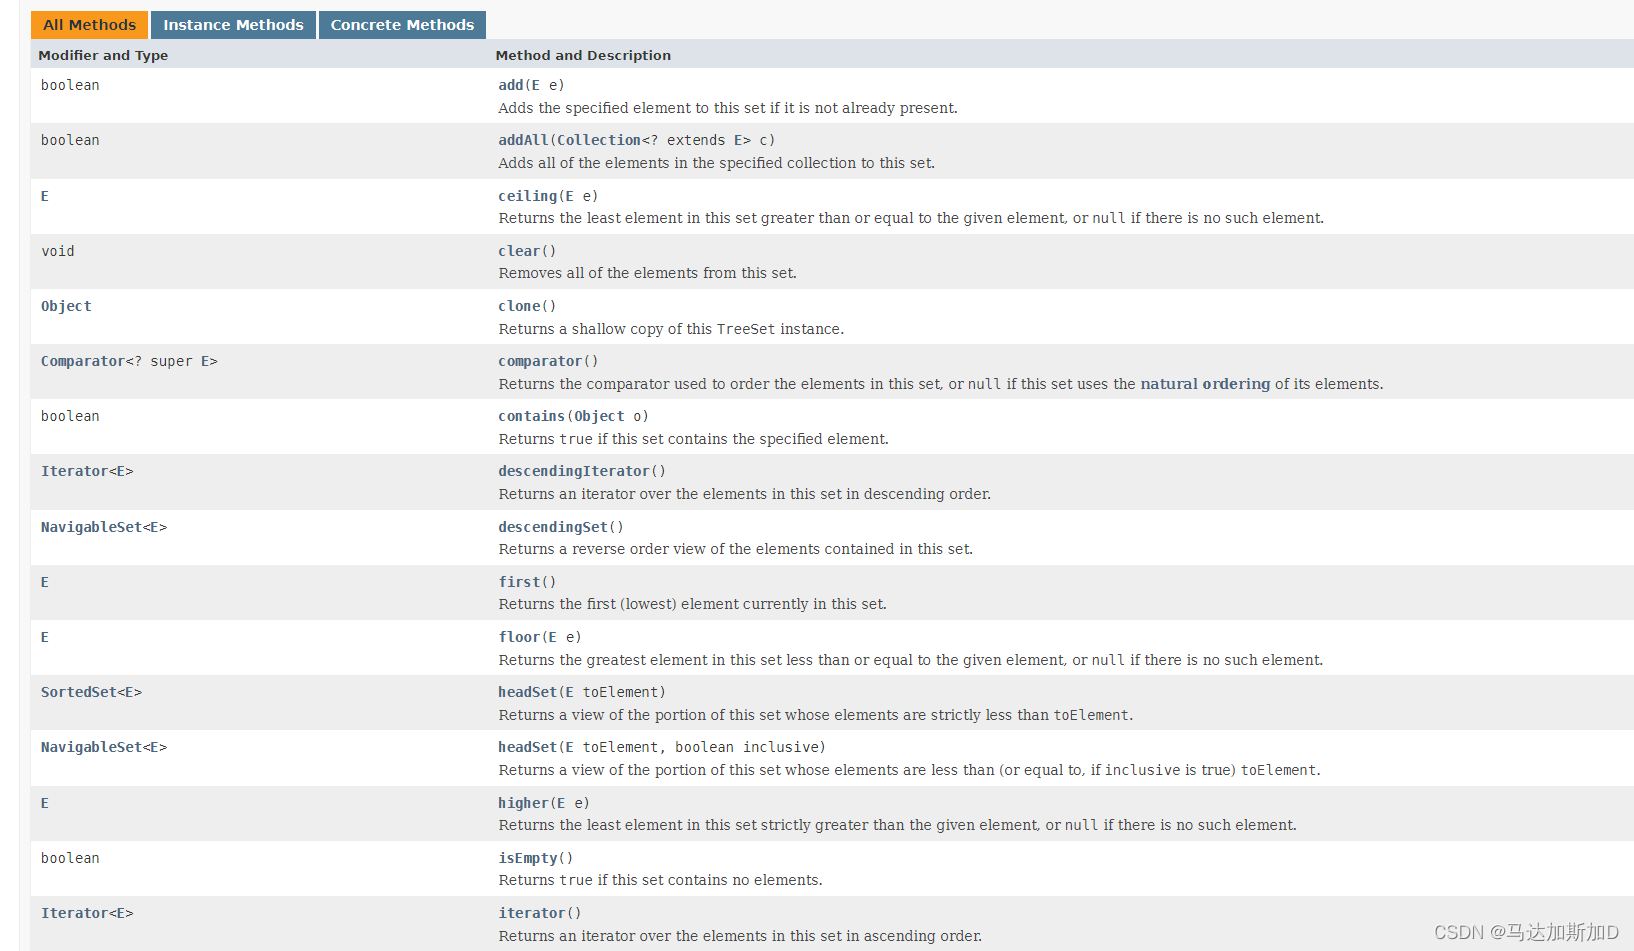 All Methods Instance Methods Concrete Methods
Modifier and Type Method and Description
boolean add(E e)
Adds the specified element to this set if it is not already present.
boolean addAll(Collection<? extends E> c)
Adds all of the elements in the specified collection to this set.
E ceiling(E e)
Returns the least element in this set greater than or equal to the given element, or null if there is no such element.
void clear()
Removes all of the elements from this set.
Object clone()
Returns a shallow copy of this TreeSet instance.
Comparator<? super E> comparator()
Returns the comparator used to order the elements in this set, or null if this set uses the natural ordering of its elements.
boolean contains(Object o)
Returns true if this set contains the specified element.
Iterator<E> descendingIterator()
Returns an iterator over the elements in this set in descending order.
NavigableSet<E> descendingSet()
Returns a reverse order view of the elements contained in this set.
E first()
Returns the first (lowest) element currently in this set.
E floor(E e)
Returns the greatest element in this set less than or equal to the given element, or null if there is no such element.
SortedSet<E> headSet(E toElement)
Returns a view of the portion of this set whose elements are strictly less than toElement.
NavigableSet<E> headSet(E toElement, boolean inclusive)
Returns a view of the portion of this set whose elements are less than (or equal to, if inclusive is true) toElement.
E higher(E e)
Returns the least element in this set strictly greater than the given element, or null if there is no such element.
boolean isEmpty()
Returns true if this set contains no elements.
Iterator<E> iterator()
Returns an iterator over the elements in this set in ascending order.
CSDN @马达加斯加D